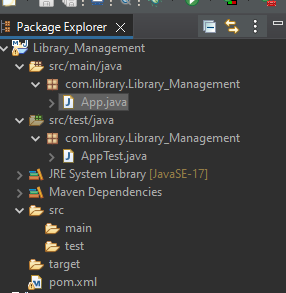 Package Explorer
Library_Management
src/main/java
com.library.Library_Management
App.java
src/test/java
com.library.Library_Management
AppTest.java
JRE System Library [JavaSE-17]
Maven Dependencies
src
main
test
target
pom.xml